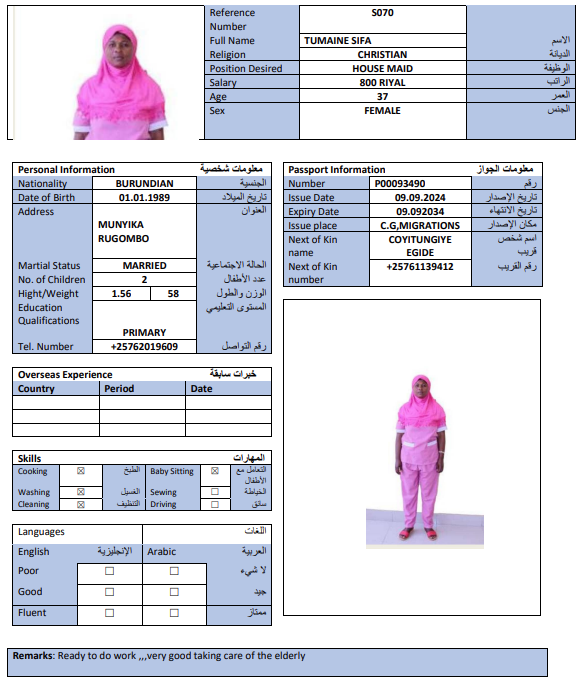 Reference Number S070
Full Name TUMAINE SIFA الاسم
Religion CHRISTIAN الديانة
Position Desired HOUSE MAID الوظيفة
Salary 800 RIYAL الراتب
Age 37 العمر
Sex FEMALE الجنس
Personal Information معلومات شخصية
Nationality BURUNDIAN الجنسية
Date of Birth 01.01.1989 تاريخ الميلاد
Address MUNYIKA RUGOMBO العنوان
Martial Status MARRIED الحالة الاجتماعية
No. of Children 2 عدد الأطفال
Hight/Weight 1.56 58 الوزن والطول
Education Qualifications PRIMARY المستوى التعليمي
Tel. Number +25762019609 رقم التواصل
Passport Information معلومات الجواز
Number P00093490 رقم
Issue Date 09.09.2024 تاريخ الإصدار
Expiry Date 09.092034 تاريخ الانتهاء
Issue place C.G,MIGRATIONS مكان الإصدار
Next of Kin name COYITUNGIYE EGIDE اسم شخص قريب
Next of Kin number +25761139412 رقم القريب
Overseas Experience خبرات سابقة
Country Period Date
Skills المهارات
Cooking ☒ الطبخ Baby Sitting ☒ التعامل مع الأطفال
Washing ☒ الغسيل Sewing ☐ الخياطة
Cleaning ☒ التنظيف Driving ☐ سائق
Languages اللغات
English الإنجليزية Arabic العربية
Poor ☐ ☐ لا شيء
Good ☐ ☐ جيد
Fluent ☐ ☐ ممتاز
Remarks: Ready to do work ,,,very good taking care of the elderly